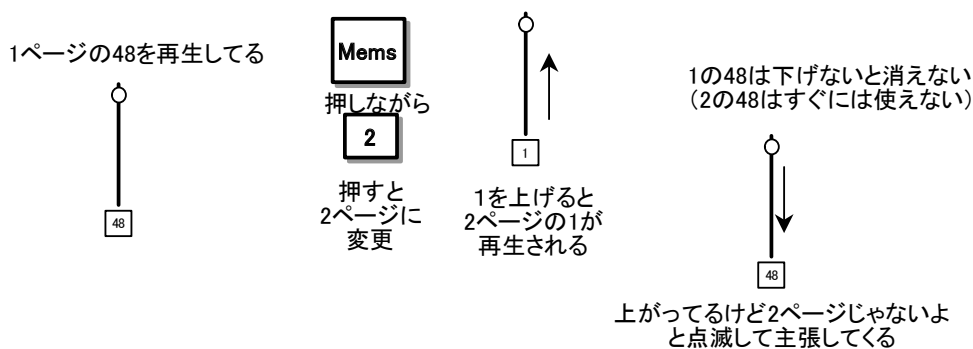 1ページの48を再生してる
48
Mems
押しながら
2
押すと
2ページに
変更
1
1を上げると
2ページの1が
再生される
1の48は下げないと消えない
（2の48はすぐには使えない）
48
上がってるけど2ページじゃないよ
と点滅して主張してくる